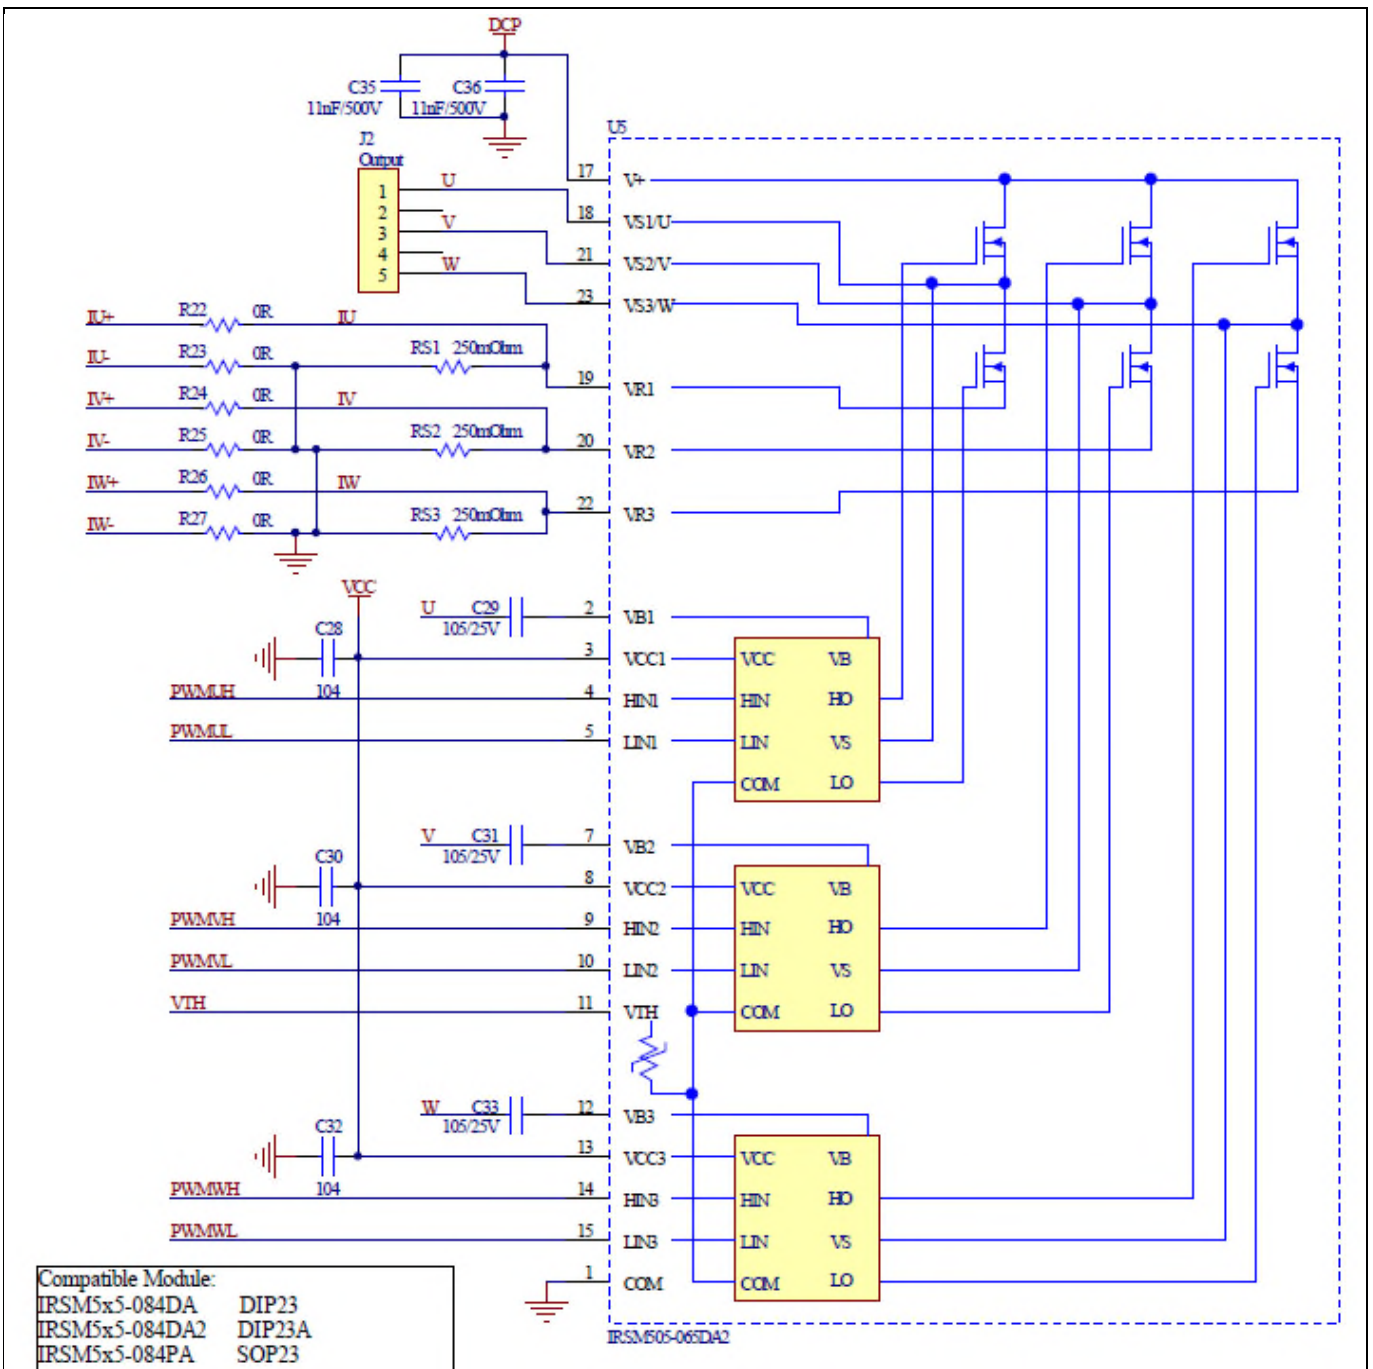 DCP
C35
11nF/500V
C36
11nF/500V
J2
Output
1
2
3
4
5
U
V
W
U5
17 V+
18 VS1/U
21 VS2/V
23 VS3/W
IU+ R22 0R IU
IU- R23 0R RS1 250mOhm
19 VR1
IV+ R24 0R IV
IV- R25 0R RS2 250mOhm
20 VR2
IW+ R26 0R IW
22 VR3
IW- R27 0R RS3 250mOhm
VCC
U C29
105/25V
2 VB1
C28
104
3 VCC1
PWMUH 4 HIN1
PWMUL 5 LIN1
VCC VB
HIN HO
LIN VS
COM LO
V C31
105/25V
7 VB2
C30
104
8 VCC2
PWMVH 9 HIN2
PWMVL 10 LIN2
VTH 11 VTH
VCC VB
HIN HO
LIN VS
COM LO
W C33
105/25V
12 VB3
C32
104
13 VCC3
PWMWH 14 HIN3
PWMWL 15 LIN3
1 COM
VCC VB
HIN HO
LIN VS
COM LO
IRSM505-065DA2
Compatible Module:
IRSM5x5-084DA DIP23
IRSM5x5-084DA2 DIP23A
IRSM5x5-084PA SOP23